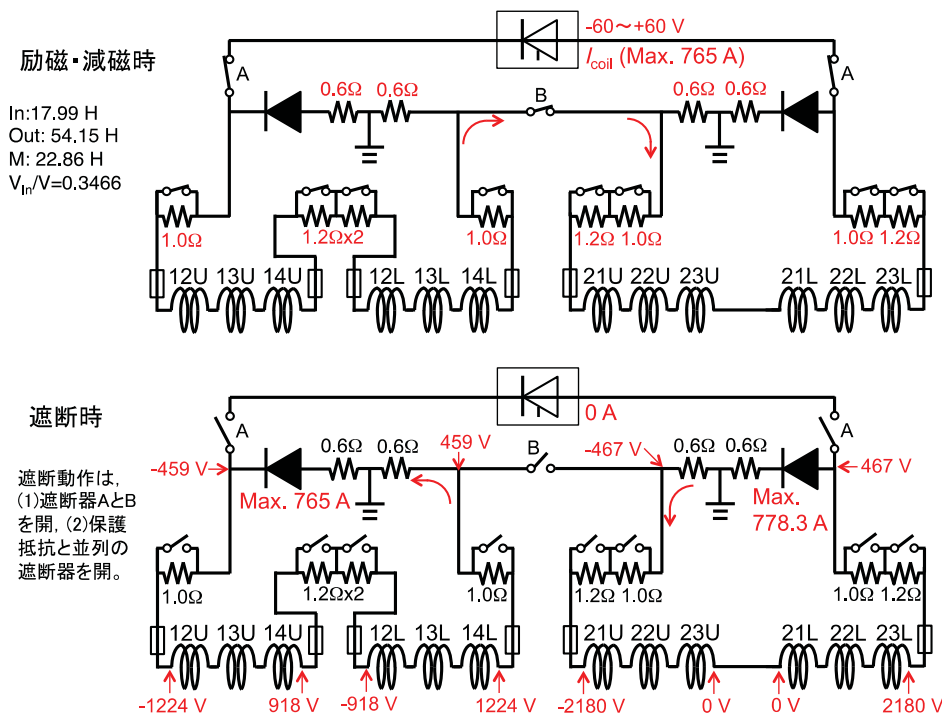 -60～+60 V
励磁・減磁時
A
I_coil (Max. 765 A)
A
In:17.99 H
Out: 54.15 H
M: 22.86 H
V_In/V=0.3466
0.6Ω 0.6Ω
B
0.6Ω 0.6Ω
1.0Ω
1.2Ωx2
1.0Ω
1.2Ω 1.0Ω
1.0Ω 1.2Ω
12U 13U 14U
12L 13L 14L
21U 22U 23U
21L 22L 23L
遮断時
0 A
A
A
-459 V
0.6Ω 0.6Ω
459 V
B
-467 V
0.6Ω 0.6Ω
467 V
Max. 765 A
Max.
778.3 A
遮断動作は,
(1)遮断器AとB
を開, (2)保護
抵抗と並列の
遮断器を開。
1.0Ω
1.2Ωx2
1.0Ω
1.2Ω 1.0Ω
1.0Ω 1.2Ω
12U 13U 14U
12L 13L 14L
21U 22U 23U
21L 22L 23L
-1224 V
918 V
-918 V
1224 V
-2180 V
0 V
0 V
2180 V